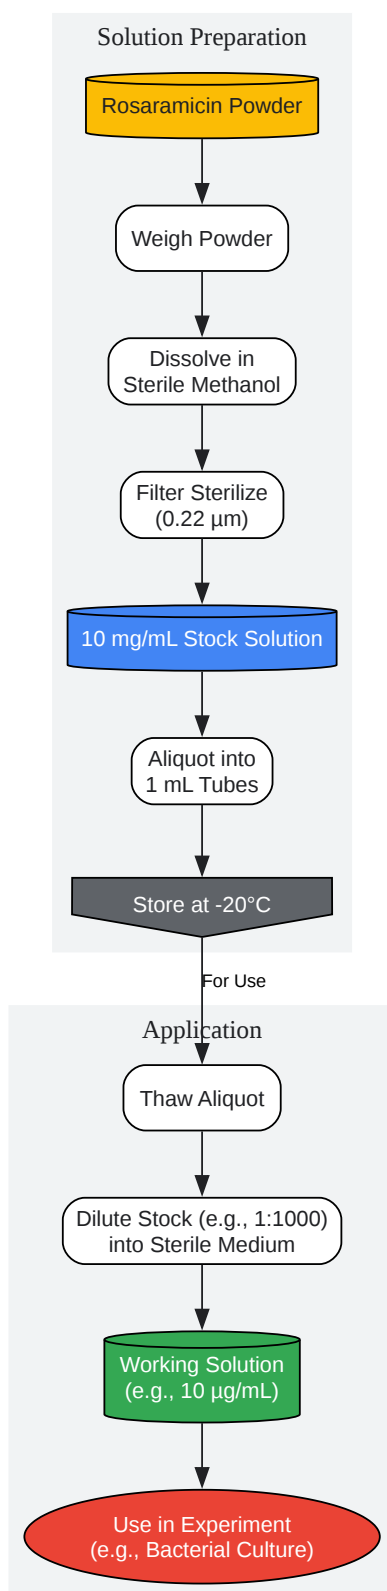 Solution Preparation
Rosaramicin Powder
Weigh Powder
Dissolve in
Sterile Methanol
Filter Sterilize
(0.22 µm)
10 mg/mL Stock Solution
Aliquot into
1 mL Tubes
Store at -20°C
For Use
Application
Thaw Aliquot
Dilute Stock (e.g., 1:1000)
into Sterile Medium
Working Solution
(e.g., 10 µg/mL)
Use in Experiment
(e.g., Bacterial Culture)